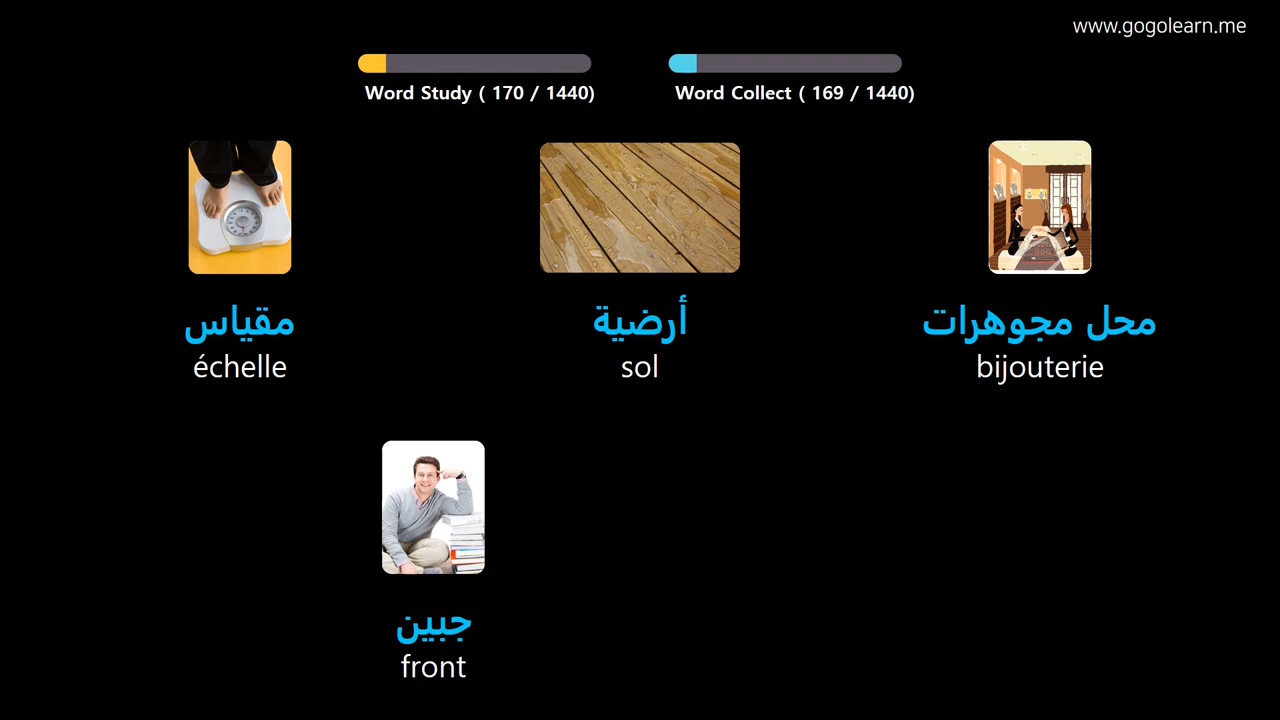 www.gogolearn.me
Word Study ( 170 / 1440)
Word Collect ( 169 / 1440)
مقياس
échelle
أرضية
sol
محل مجوهرات
bijouterie
جبين
front